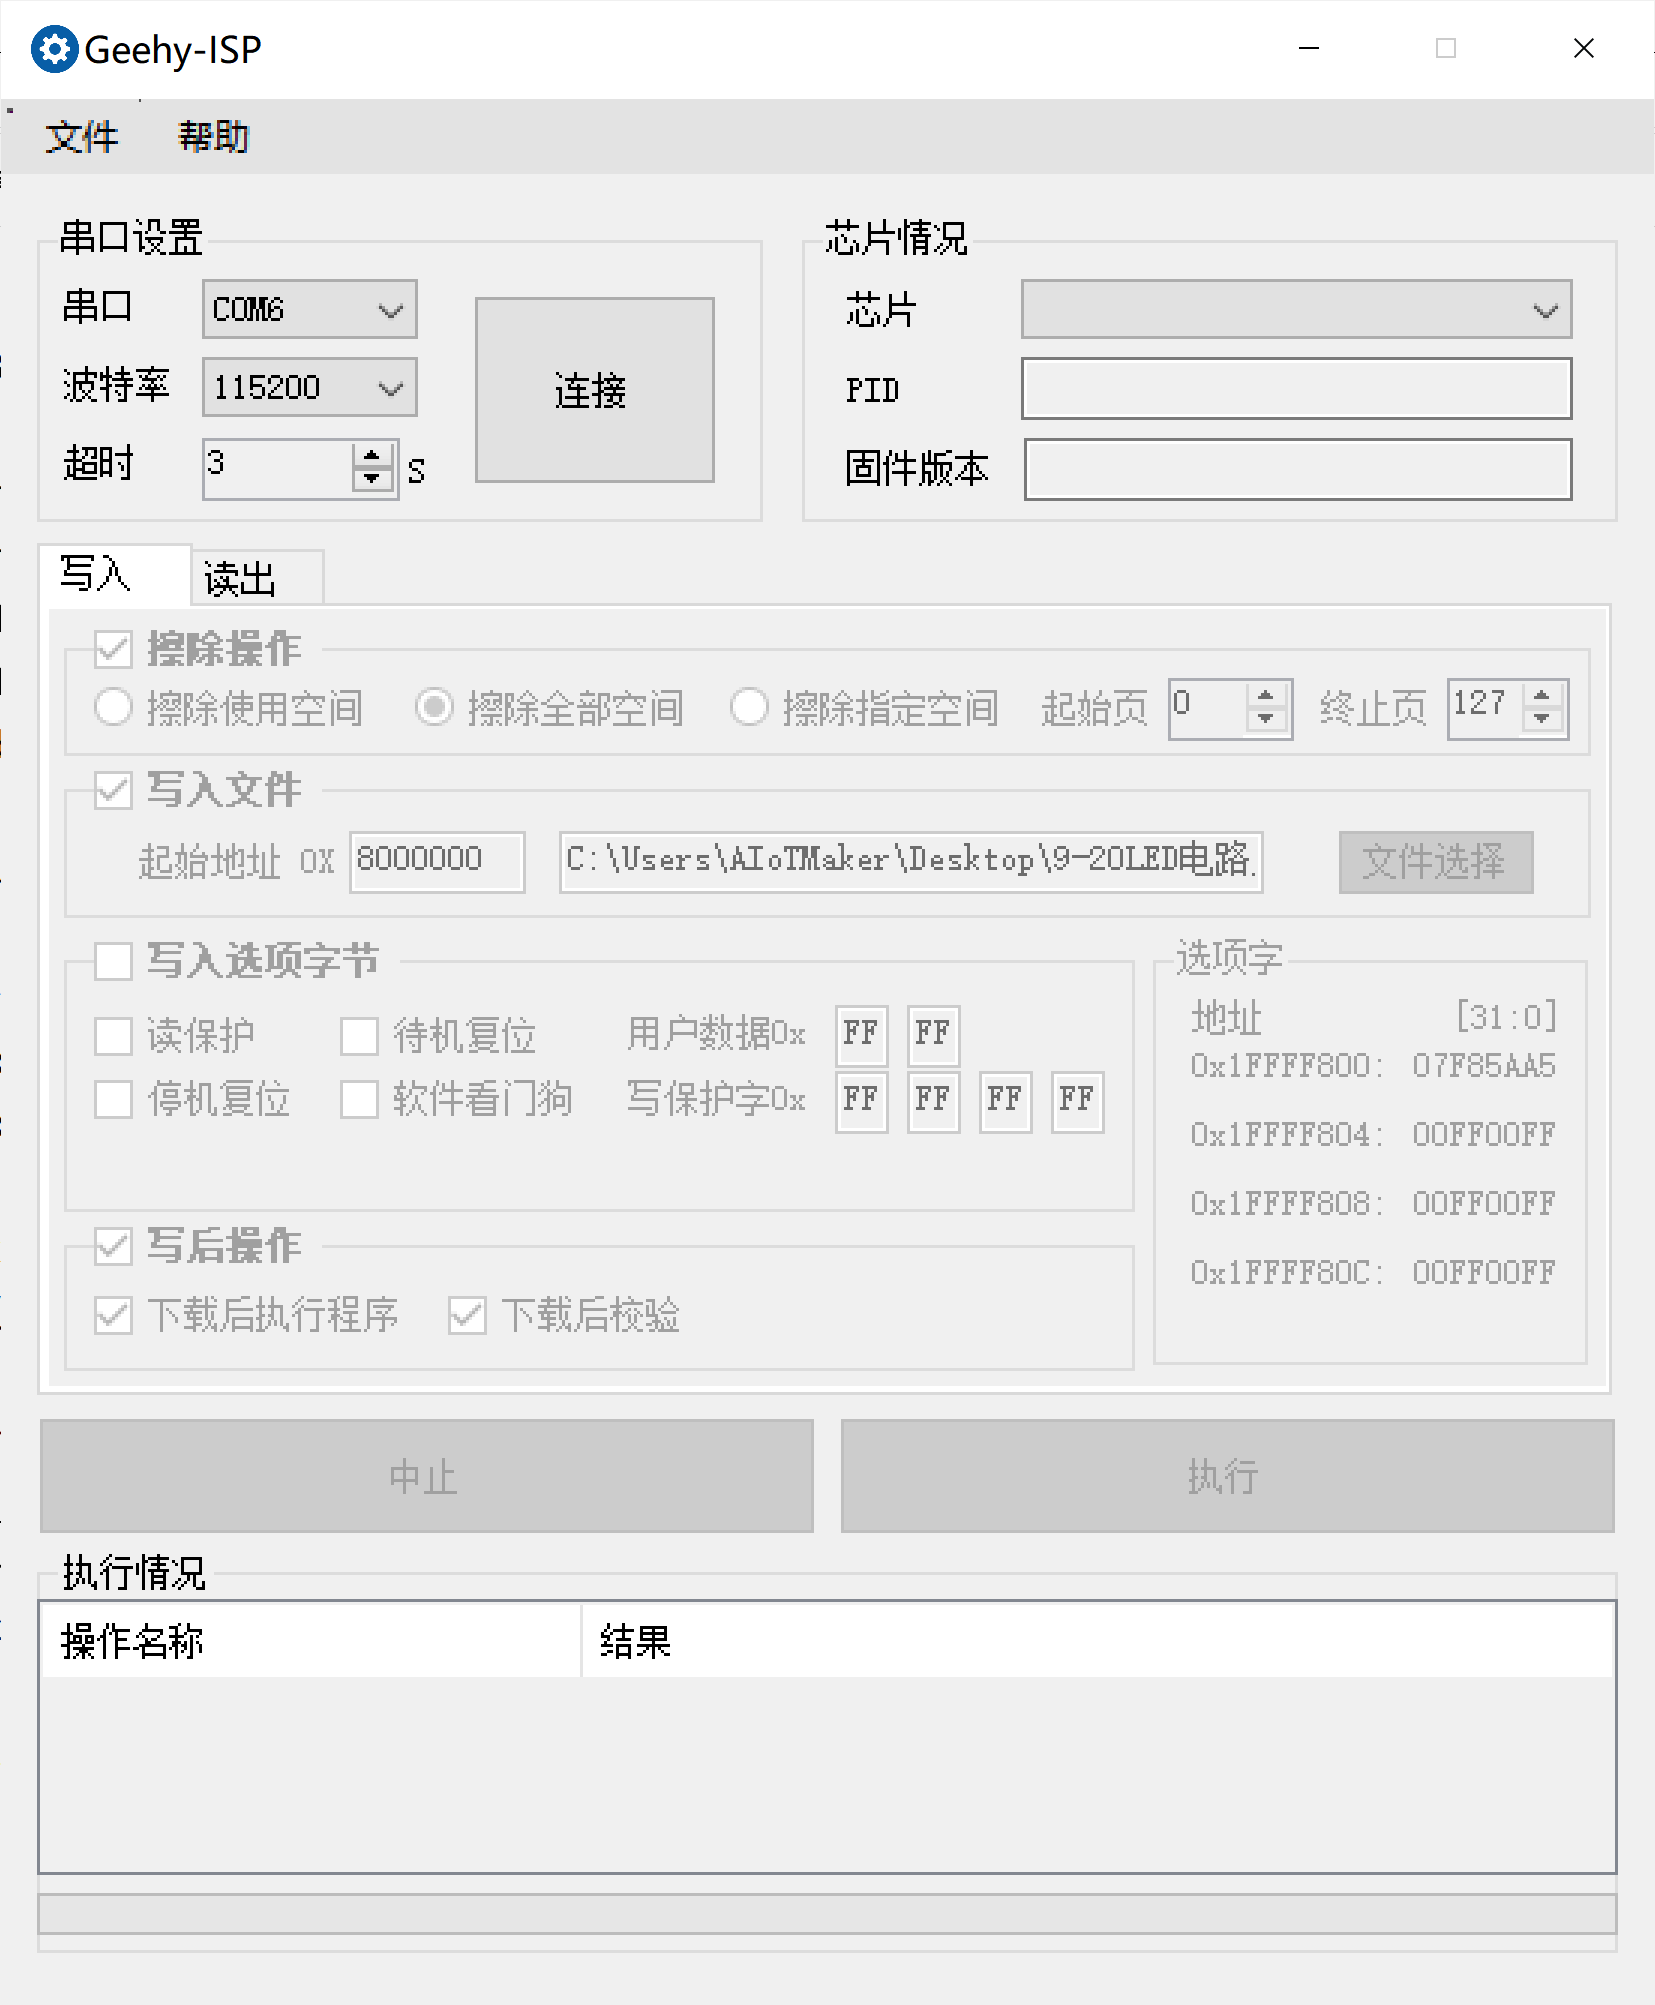 Geehy-ISP
文件 帮助
串口设置
串口 COM6
波特率 115200
超时 3 S
连接
芯片情况
芯片
PID
固件版本
写入 读出
擦除操作
擦除使用空间 擦除全部空间 擦除指定空间 起始页 0 终止页 127
写入文件
起始地址 0X 8000000 C:\Users\AIoTMaker\Desktop\9-20LED电路. 文件选择
写入选项字节
读保护 待机复位 用户数据0x FF FF
停机复位 软件看门狗 写保护字0x FF FF FF FF
选项字
地址 [31:0]
0x1FFFF800: 07F85AA5
0x1FFFF804: 00FF00FF
0x1FFFF808: 00FF00FF
0x1FFFF80C: 00FF00FF
写后操作
下载后执行程序 下载后校验
中止 执行
执行情况
操作名称 结果